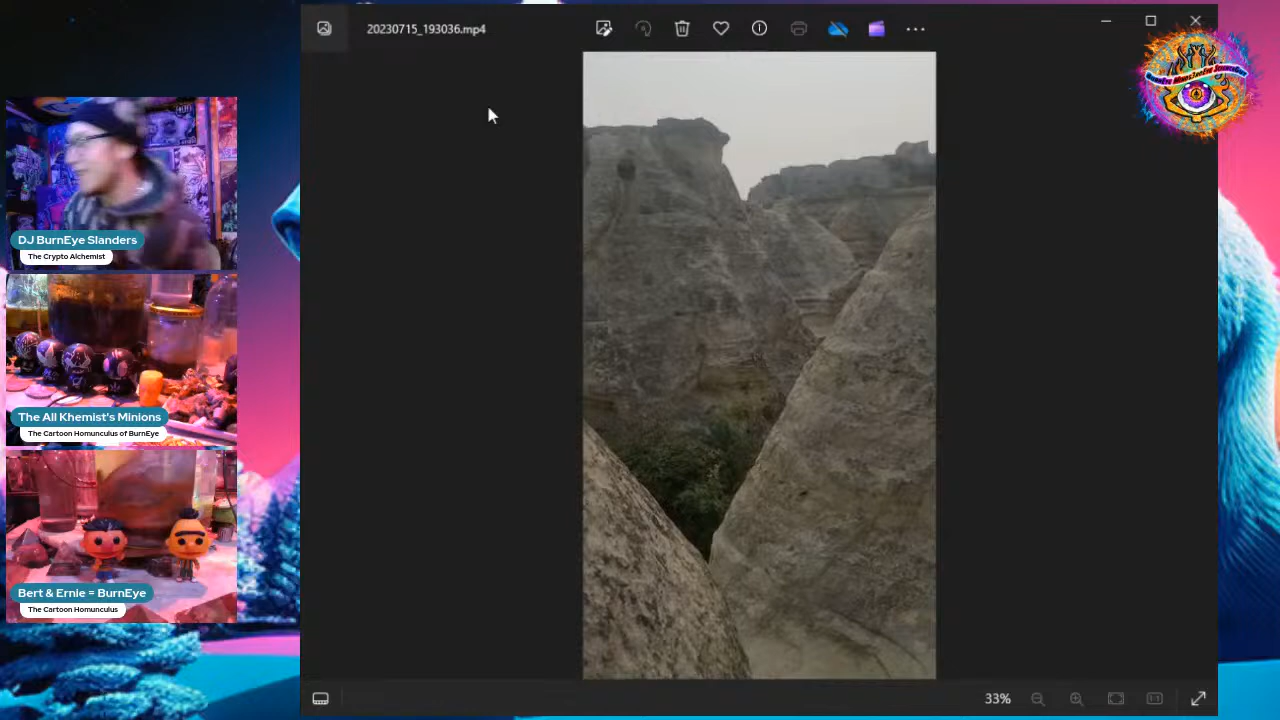 20230715_193036.mp4
DJ BurnEye Slanders
The Crypto Alchemist
The All Khemist's Minions
The Cartoon Homunculus of BurnEye
Bert & Ernie = BurnEye
The Cartoon Homunculus
33%